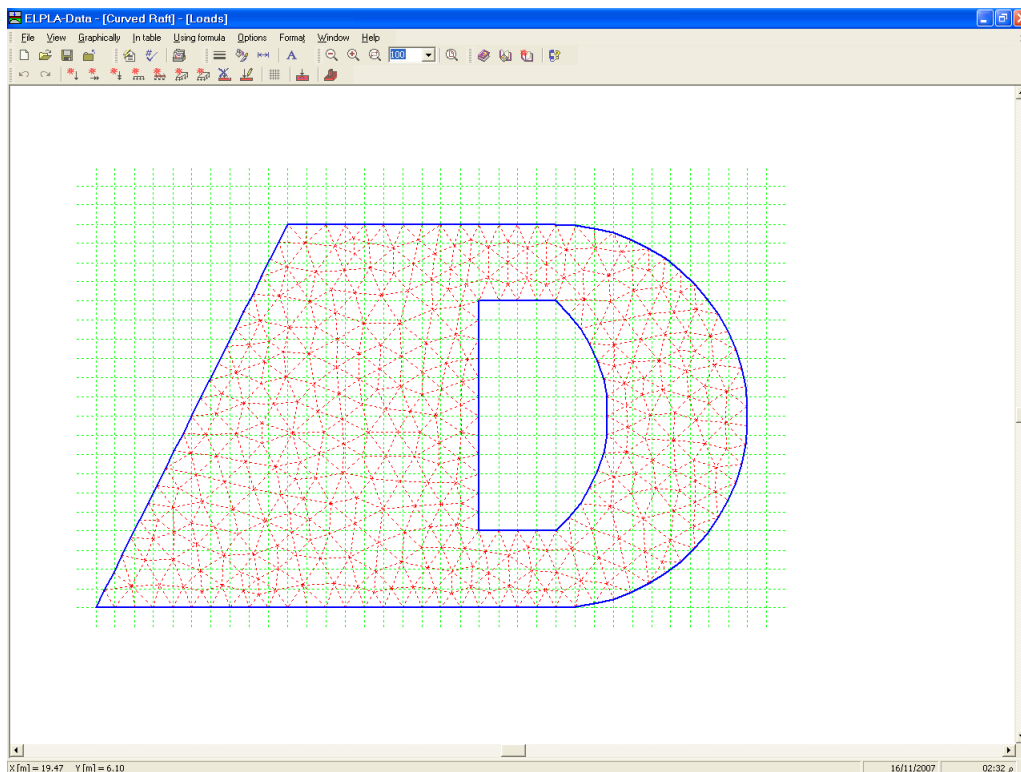 ELPLA-Data - [Curved Raft] - [Loads]
File View Graphically In table Using formula Options Format Window Help
A 100
X [m] = 19.47 Y [m] = 6.10 16/11/2007 02:32 م